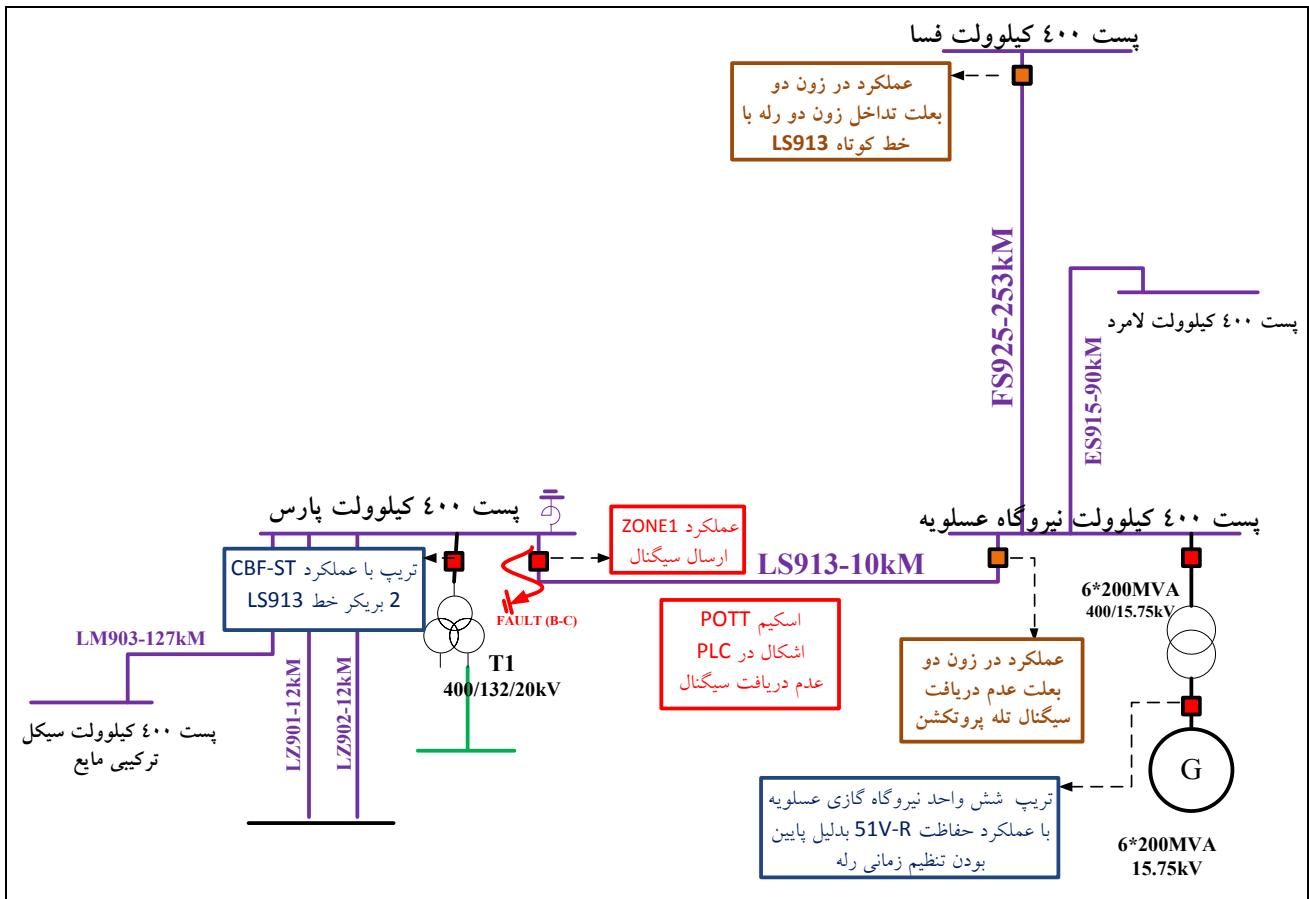 پست ٤٠٠ کیلوولت فسا
عملکرد در زون دو
بعلت تداخل زون دو رله با
خط کوتاه LS913
FS925-253kM
ES915-90kM
پست ٤٠٠ کیلوولت لامرد
پست ٤٠٠ کیلوولت پارس
پست ٤٠٠ کیلوولت نیروگاه عسلویه
عملکرد ZONE1
ارسال سیگنال
LS913-10kM
تریپ با عملکرد CBF-ST
2 بریکر خط LS913
FAULT (B-C)
6*200MVA
400/15.75kV
LM903-127kM
LZ901-12kM
LZ902-12kM
T1
400/132/20kV
اسکیم POTT
اشکال در PLC
عدم دریافت سیگنال
عملکرد در زون دو
بعلت عدم دریافت
سیگنال تله پروتکشن
پست ٤٠٠ کیلوولت سیکل
ترکیبی مایع
G
تریپ شش واحد نیروگاه گازی عسلویه
با عملکرد حفاظت 51V-R بدلیل پایین
بودن تنظیم زمانی رله
6*200MVA
15.75kV